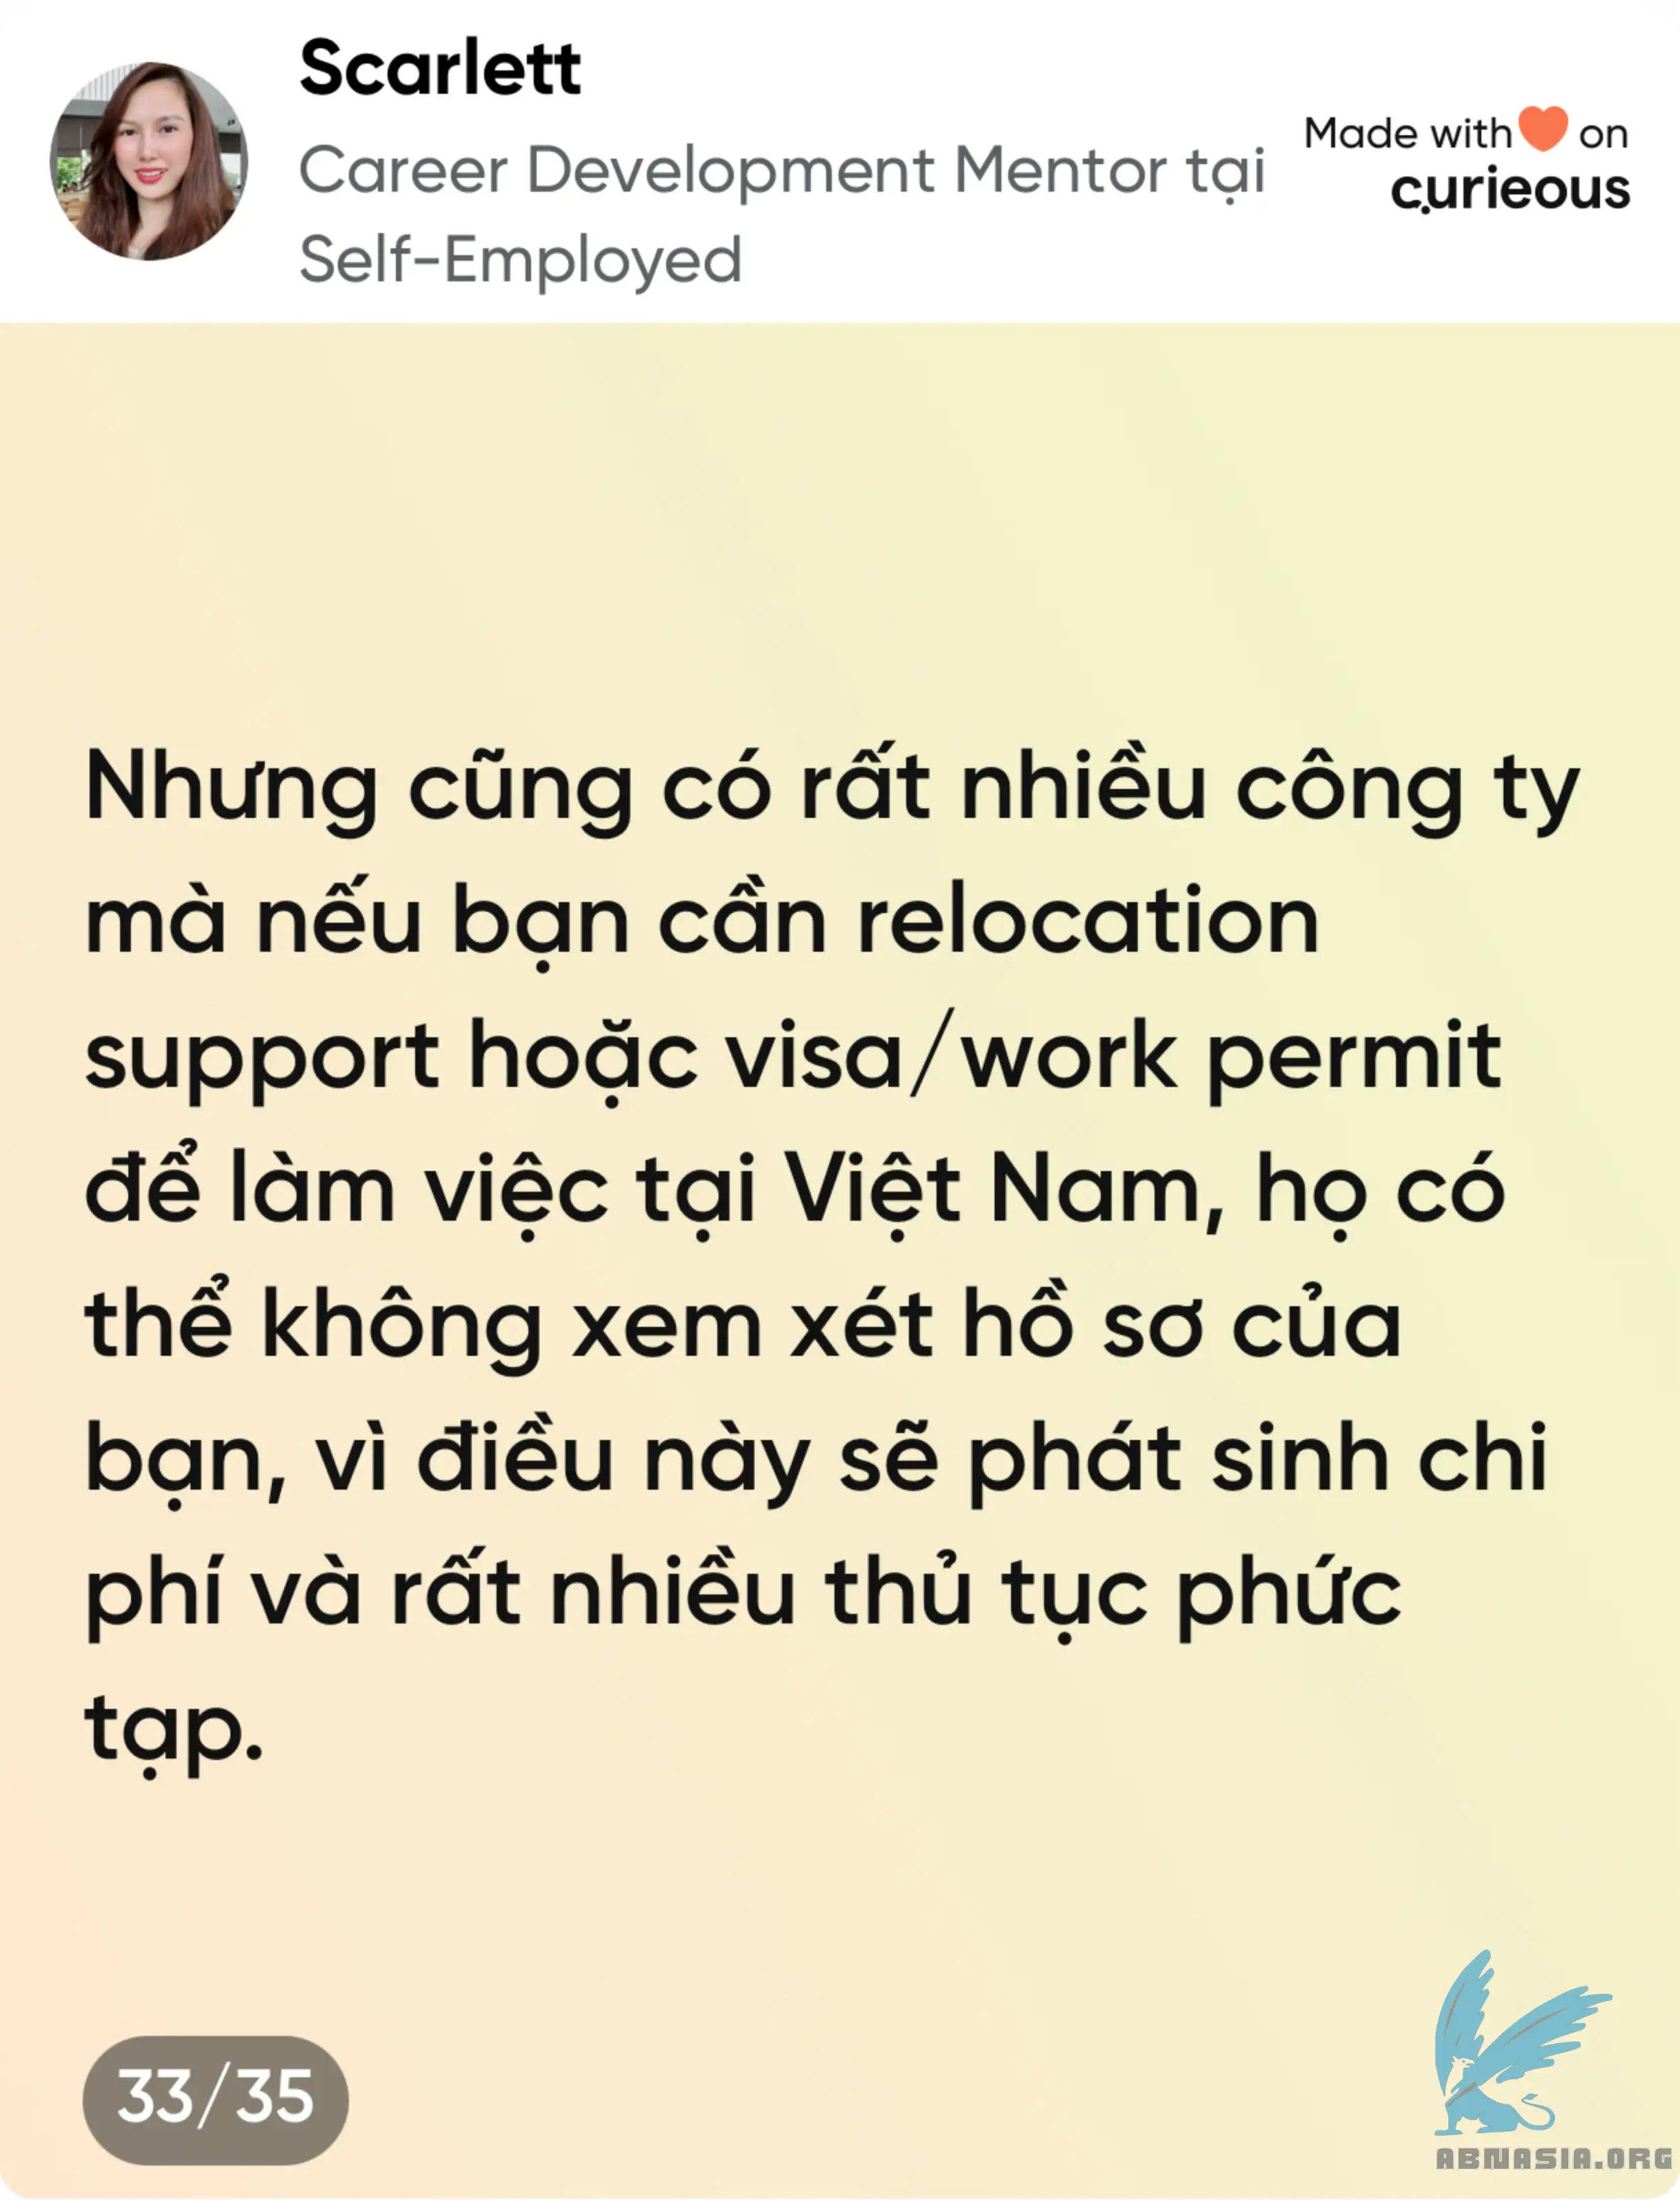 Scarlett
Career Development Mentor tại
Self-Employed
Made with on
curieous
Nhưng cũng có rất nhiều công ty
mà nếu bạn cần relocation
support hoặc visa/work permit
để làm việc tại Việt Nam, họ có
thể không xem xét hồ sơ của
bạn, vì điều này sẽ phát sinh chi
phí và rất nhiều thủ tục phức
tạp.
33/35
ABNASIA.ORG